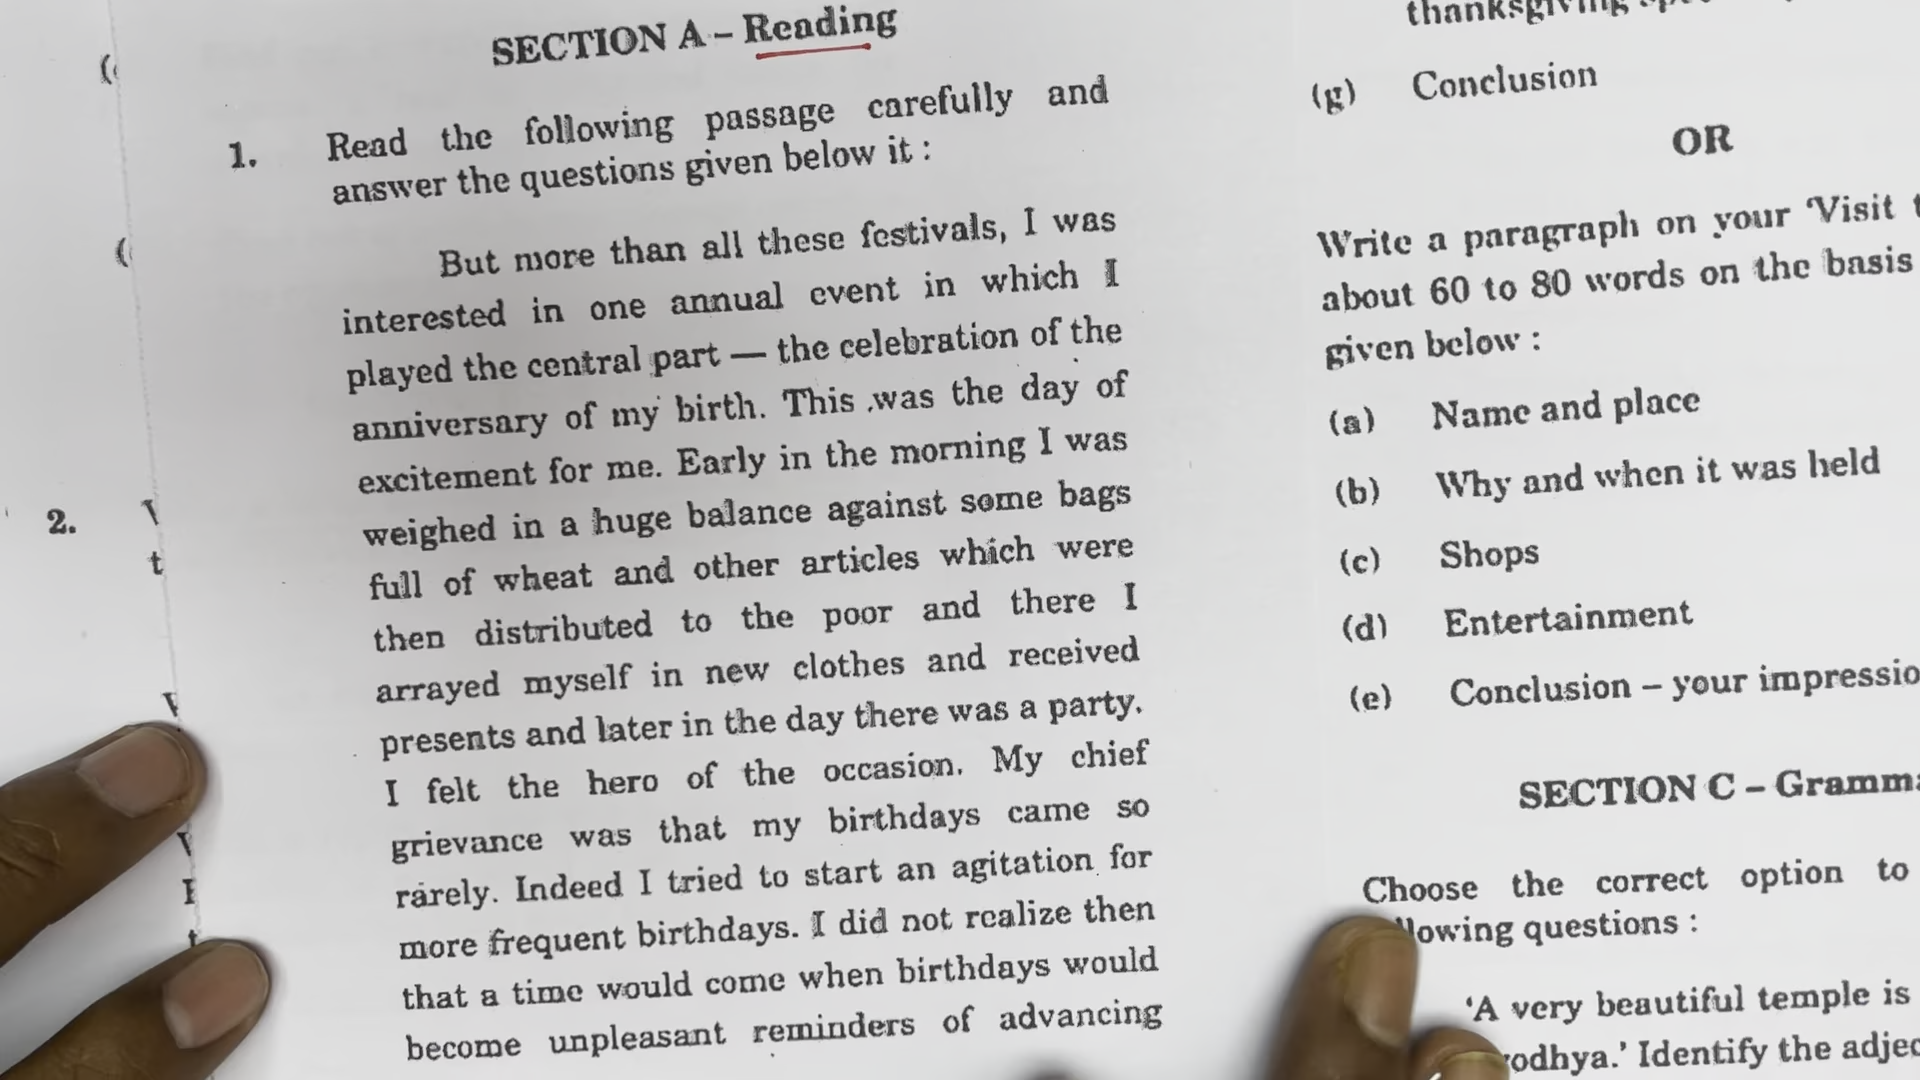 SECTION A – Reading
1. Read the following passage carefully and
answer the questions given below it :
But more than all these festivals, I was
interested in one annual event in which I
played the central part — the celebration of the
anniversary of my birth. This was the day of
excitement for me. Early in the morning I was
weighed in a huge balance against some bags
full of wheat and other articles which were
then distributed to the poor and there I
arrayed myself in new clothes and received
presents and later in the day there was a party.
I felt the hero of the occasion. My chief
grievance was that my birthdays came so
rarely. Indeed I tried to start an agitation for
more frequent birthdays. I did not realize then
that a time would come when birthdays would
become unpleasant reminders of advancing
2.
thanksgiving
(g) Conclusion
OR
Write a paragraph on your 'Visit
about 60 to 80 words on the basis
given below :
(a) Name and place
(b) Why and when it was held
(c) Shops
(d) Entertainment
(e) Conclusion – your impressio
SECTION C – Gramma
Choose the correct option to
lowing questions :
'A very beautiful temple is
odhya.' Identify the adjec